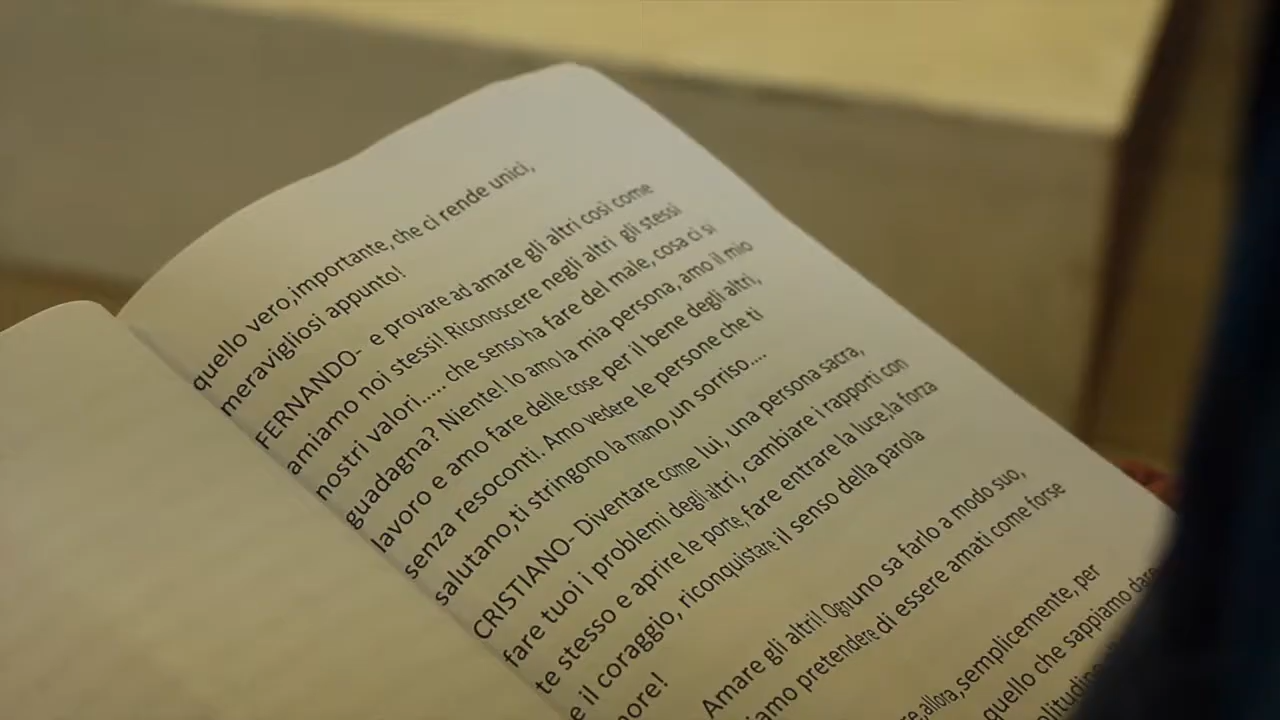 quello vero,importante, che ci rende unici,
meravigliosi appunto!
FERNANDO- e provare ad amare gli altri così come
amiamo noi stessi! Riconoscere negli altri gli stessi
nostri valori..... che senso ha fare del male, cosa ci si
guadagna? Niente! Io amo la mia persona, amo il mio
lavoro e amo fare delle cose per il bene degli altri,
senza resoconti. Amo vedere le persone che ti
salutano,ti stringono la mano,un sorriso....
CRISTIANO- Diventare come lui, una persona sacra,
fare tuoi i problemi degli altri, cambiare i rapporti con
te stesso e aprire le porte, fare entrare la luce,la forza
e il coraggio, riconquistare il senso della parola
Amare gli altri! Ognuno sa farlo a modo suo,
pretendere di essere amati come forse
allora, semplicemente, per
quello che sappiamo dare